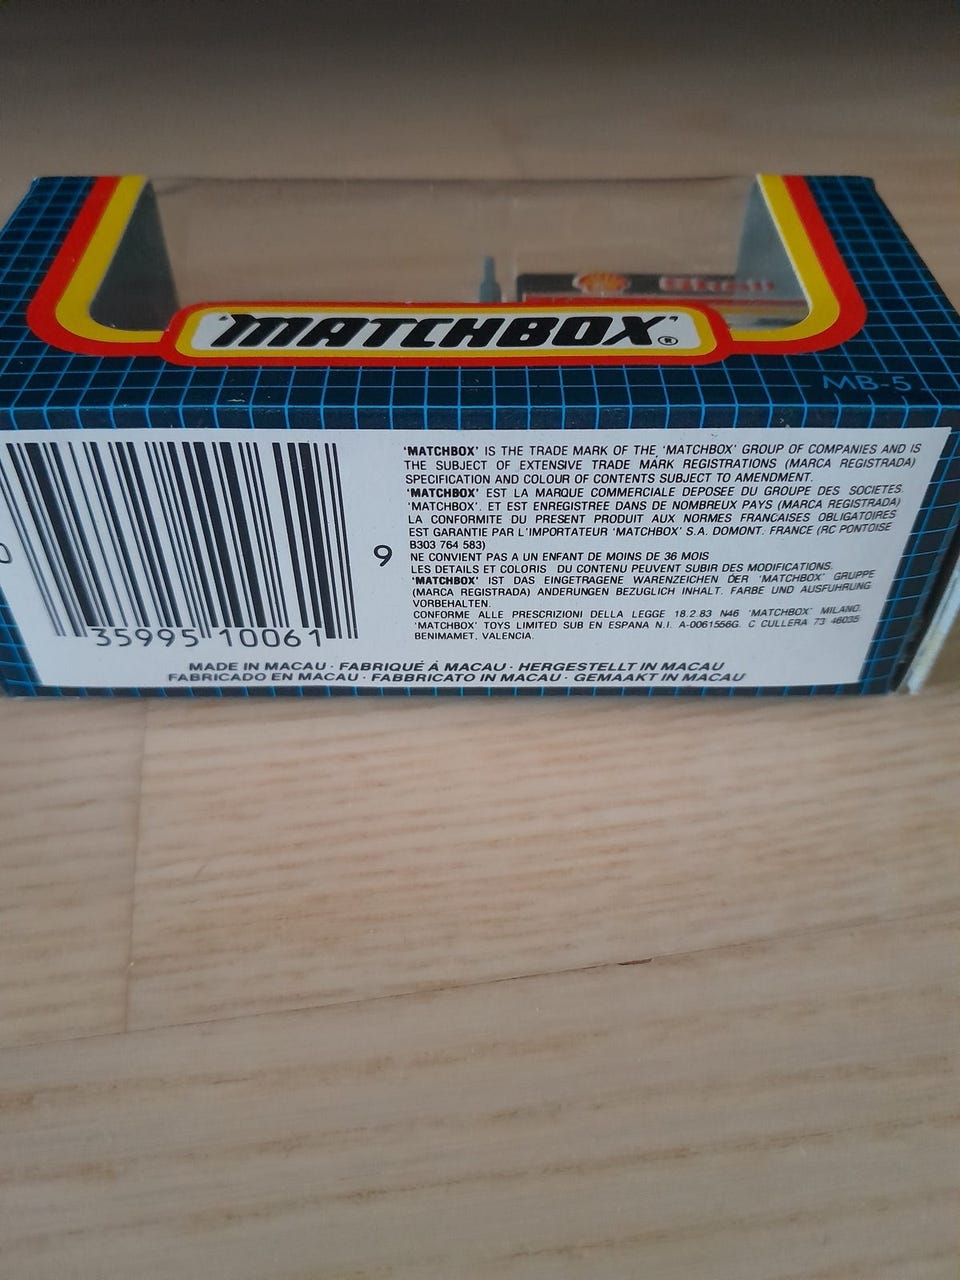 Shell
"MATCHBOX"®
MB-5
0 35995 10061 9
'MATCHBOX' IS THE TRADE MARK OF THE 'MATCHBOX' GROUP OF COMPANIES AND IS
THE SUBJECT OF EXTENSIVE TRADE MARK REGISTRATIONS (MARCA REGISTRADA)
SPECIFICATION AND COLOUR OF CONTENTS SUBJECT TO AMENDMENT.
'MATCHBOX' EST LA MARQUE COMMERCIALE DEPOSEE DU GROUPE DES SOCIETES
'MATCHBOX'. ET EST ENREGISTREE DANS DE NOMBREUX PAYS (MARCA REGISTRADA)
LA CONFORMITE DU PRESENT PRODUIT AUX NORMES FRANCAISES OBLIGATOIRES
EST GARANTIE PAR L'IMPORTATEUR 'MATCHBOX' S.A. DOMONT. FRANCE (RC PONTOISE
B303 764 583)
NE CONVIENT PAS A UN ENFANT DE MOINS DE 36 MOIS
LES DETAILS ET COLORIS DU CONTENU PEUVENT SUBIR DES MODIFICATIONS.
'MATCHBOX' IST DAS EINGETRAGENE WARENZEICHEN DER 'MATCHBOX' GRUPPE
(MARCA REGISTRADA) ANDERUNGEN BEZUGLICH INHALT. FARBE UND AUSFUHRUNG
VORBEHALTEN.
CONFORME ALLE PRESCRIZIONI DELLA LEGGE 18.2.83 N46 'MATCHBOX' MILANO.
'MATCHBOX' TOYS LIMITED SUB EN ESPANA N.I. A-0061556G. C CULLERA 73 46035
BENIMAMET, VALENCIA.
MADE IN MACAU · FABRIQUÉ À MACAU · HERGESTELLT IN MACAU
FABRICADO EN MACAU · FABBRICATO IN MACAU · GEMAAKT IN MACAU